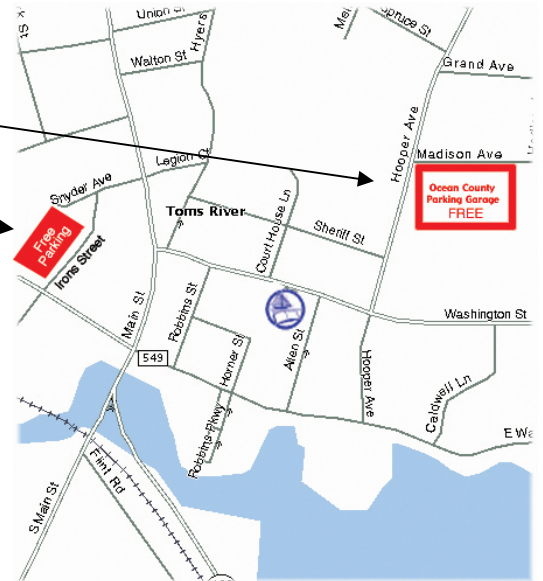 Union St
Hyers
Spruce St
Walton St
Grand Ave
Hooper Ave
Madison Ave
Legion Ct
Snyder Ave
Ocean County
Parking Garage
FREE
Toms River
Court House Ln
Sheriff St
Free
Parking
Irons Street
Main St
Robbins St
Washington St
549
Horner St
Allen St
Hooper Ave
Caldwell Ln
Robbins Pkwy
Flint Rd
S Main St